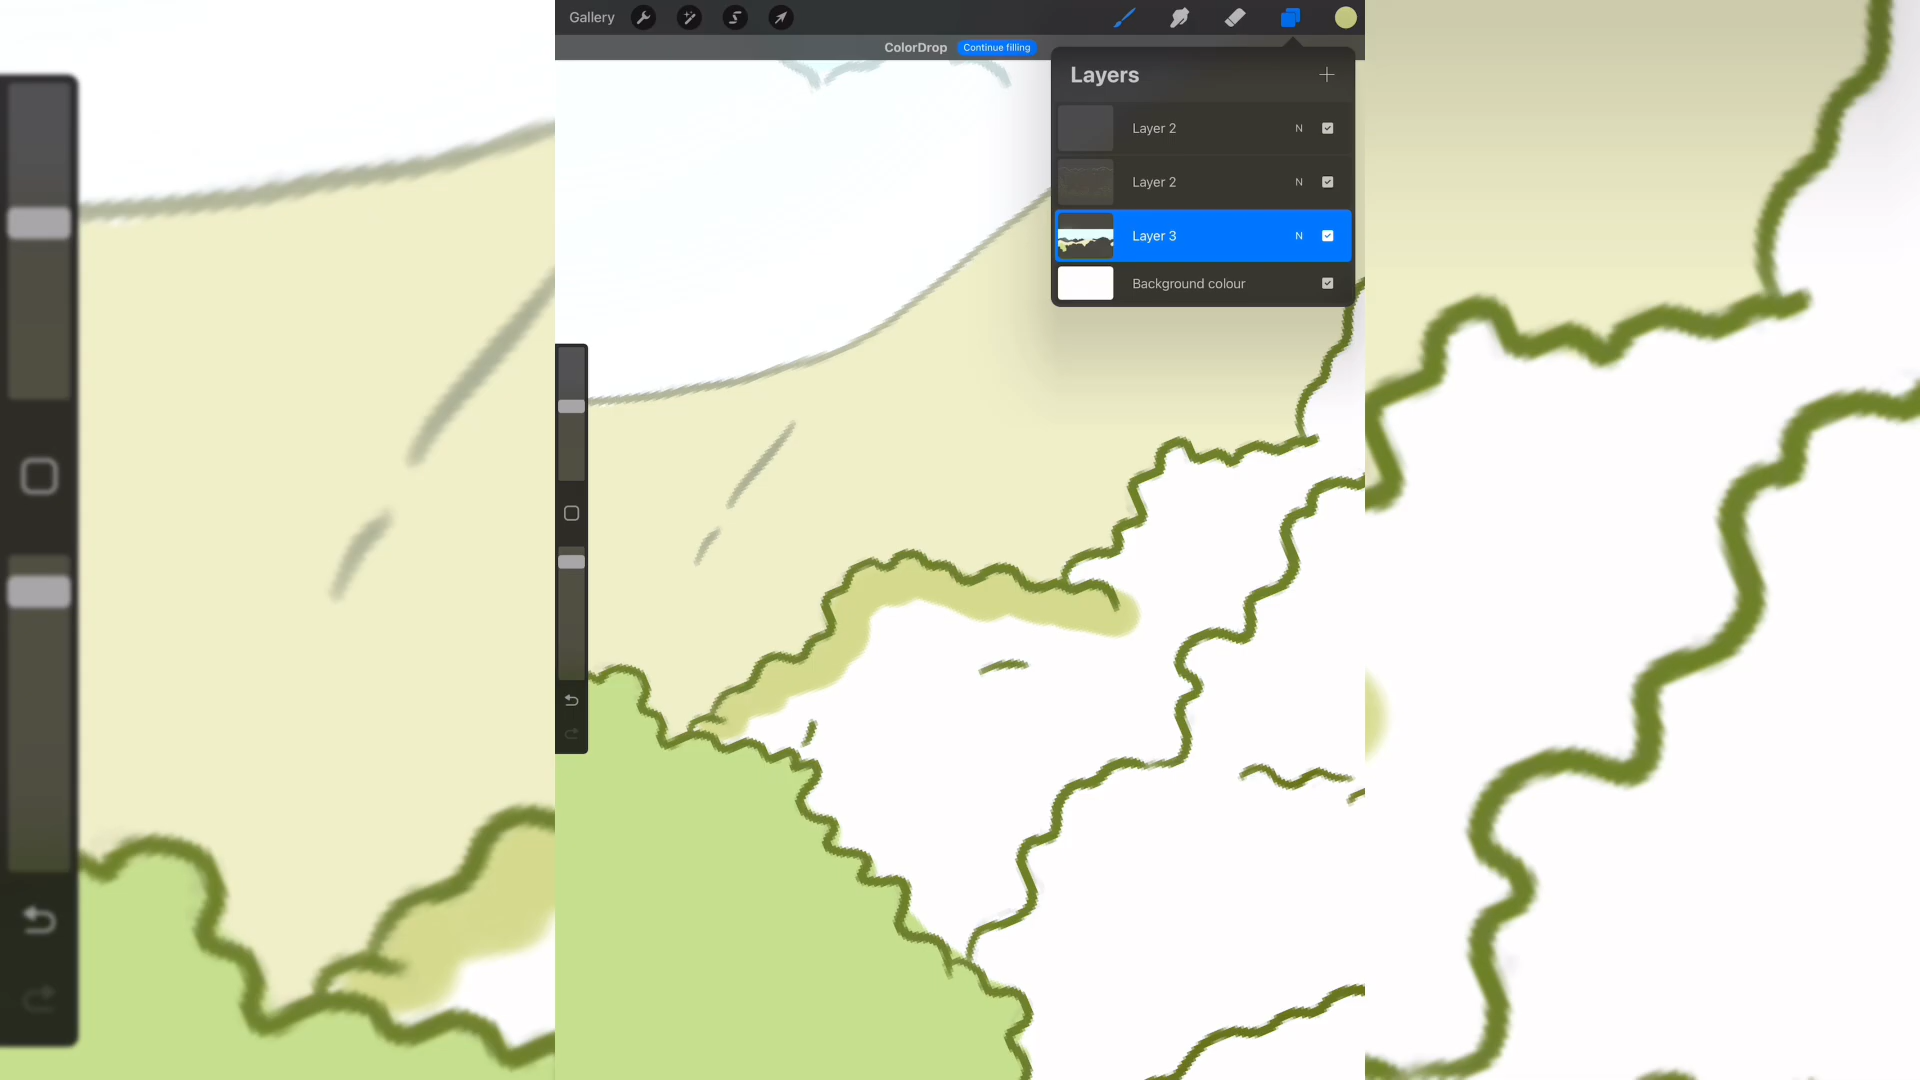 Gallery
ColorDrop Continue filling
Layers
Layer 2 N
Layer 2 N
Layer 3 N
Background colour